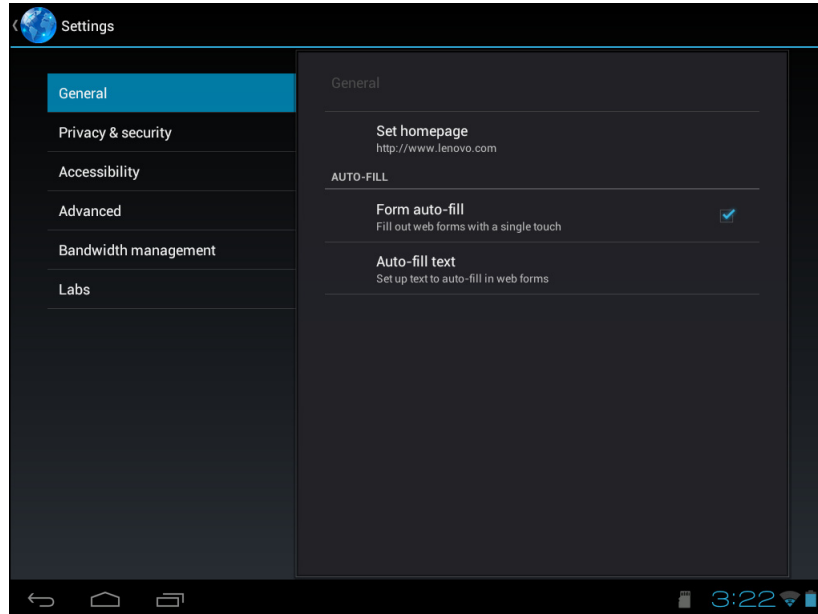 Settings
General
Privacy & security
Accessibility
Advanced
Bandwidth management
Labs
General
Set homepage
http://www.lenovo.com
AUTO-FILL
Form auto-fill
Fill out web forms with a single touch
Auto-fill text
Set up text to auto-fill in web forms
3:22